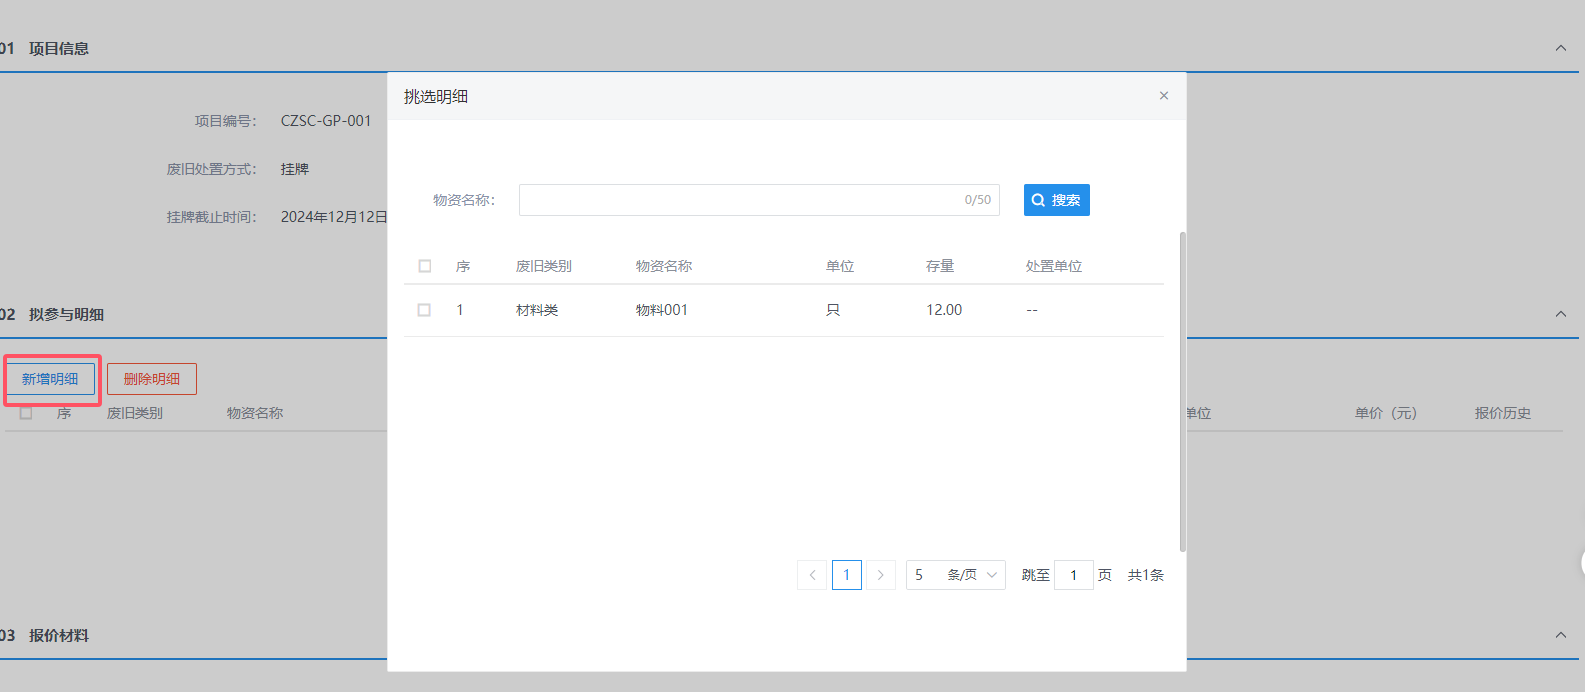 01 项目信息
项目编号： CZSC-GP-001
废旧处置方式： 挂牌
挂牌截止时间： 2024年12月12日
02 拟参与明细
新增明细 删除明细
序 废旧类别 物资名称 单位 单价（元） 报价历史
03 报价材料
挑选明细 ×
物资名称： 0/50 搜索
序 废旧类别 物资名称 单位 存量 处置单位
1 材料类 物料001 只 12.00 --
< 1 > 5 条/页 跳至 1 页 共1条